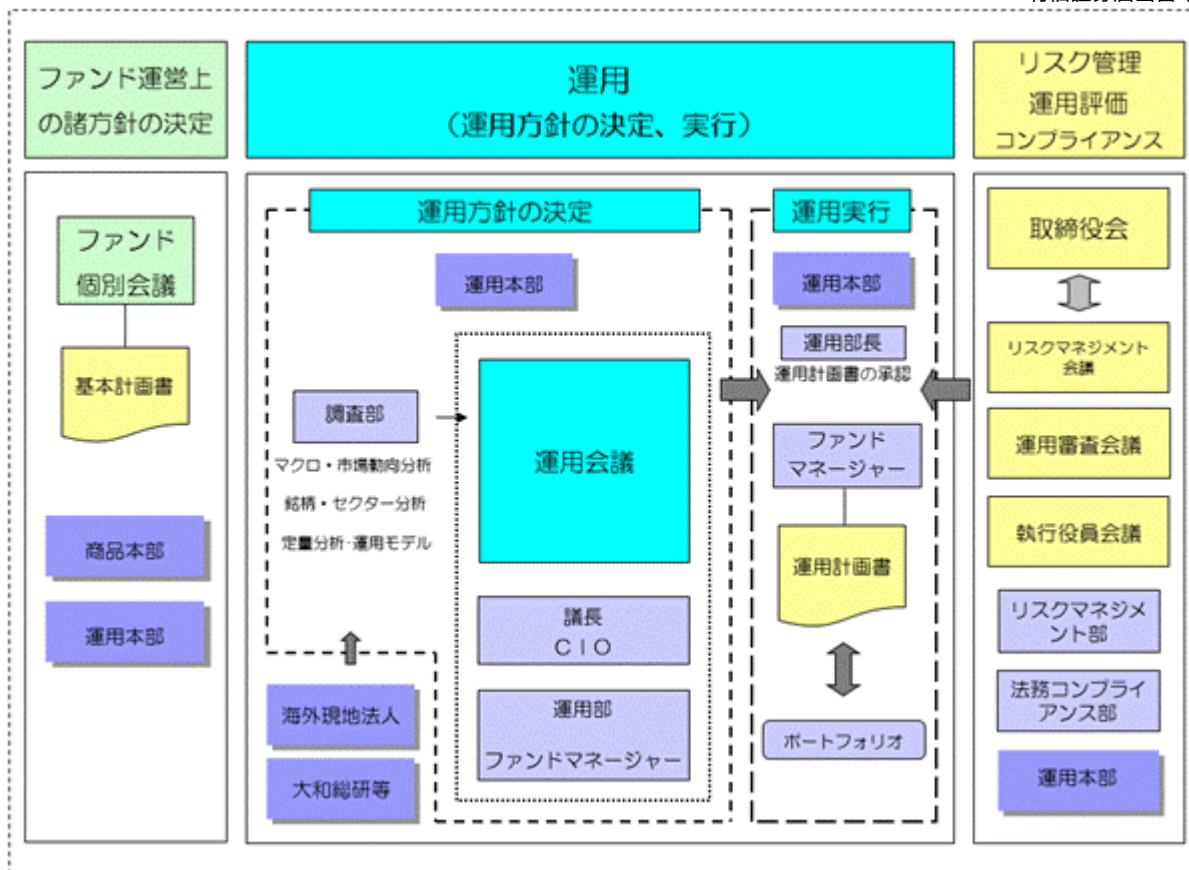 ファンド運営上
の諸方針の決定
運用
（運用方針の決定、実行）
リスク管理
運用評価
コンプライアンス
ファンド
個別会議
基本計画書
商品本部
運用本部
運用方針の決定
運用本部
調査部
マクロ・市場動向分析
銘柄・セクター分析
定量分析・運用モデル
運用会議
議長
ＣＩＯ
運用部
ファンドマネージャー
海外現地法人
大和総研等
運用実行
運用本部
運用部長
運用計画書の承認
ファンド
マネージャー
運用計画書
ポートフォリオ
取締役会
リスクマネジメント
会議
運用審査会議
執行役員会議
リスクマネジメ
ント部
法務コンプライ
アンス部
運用本部